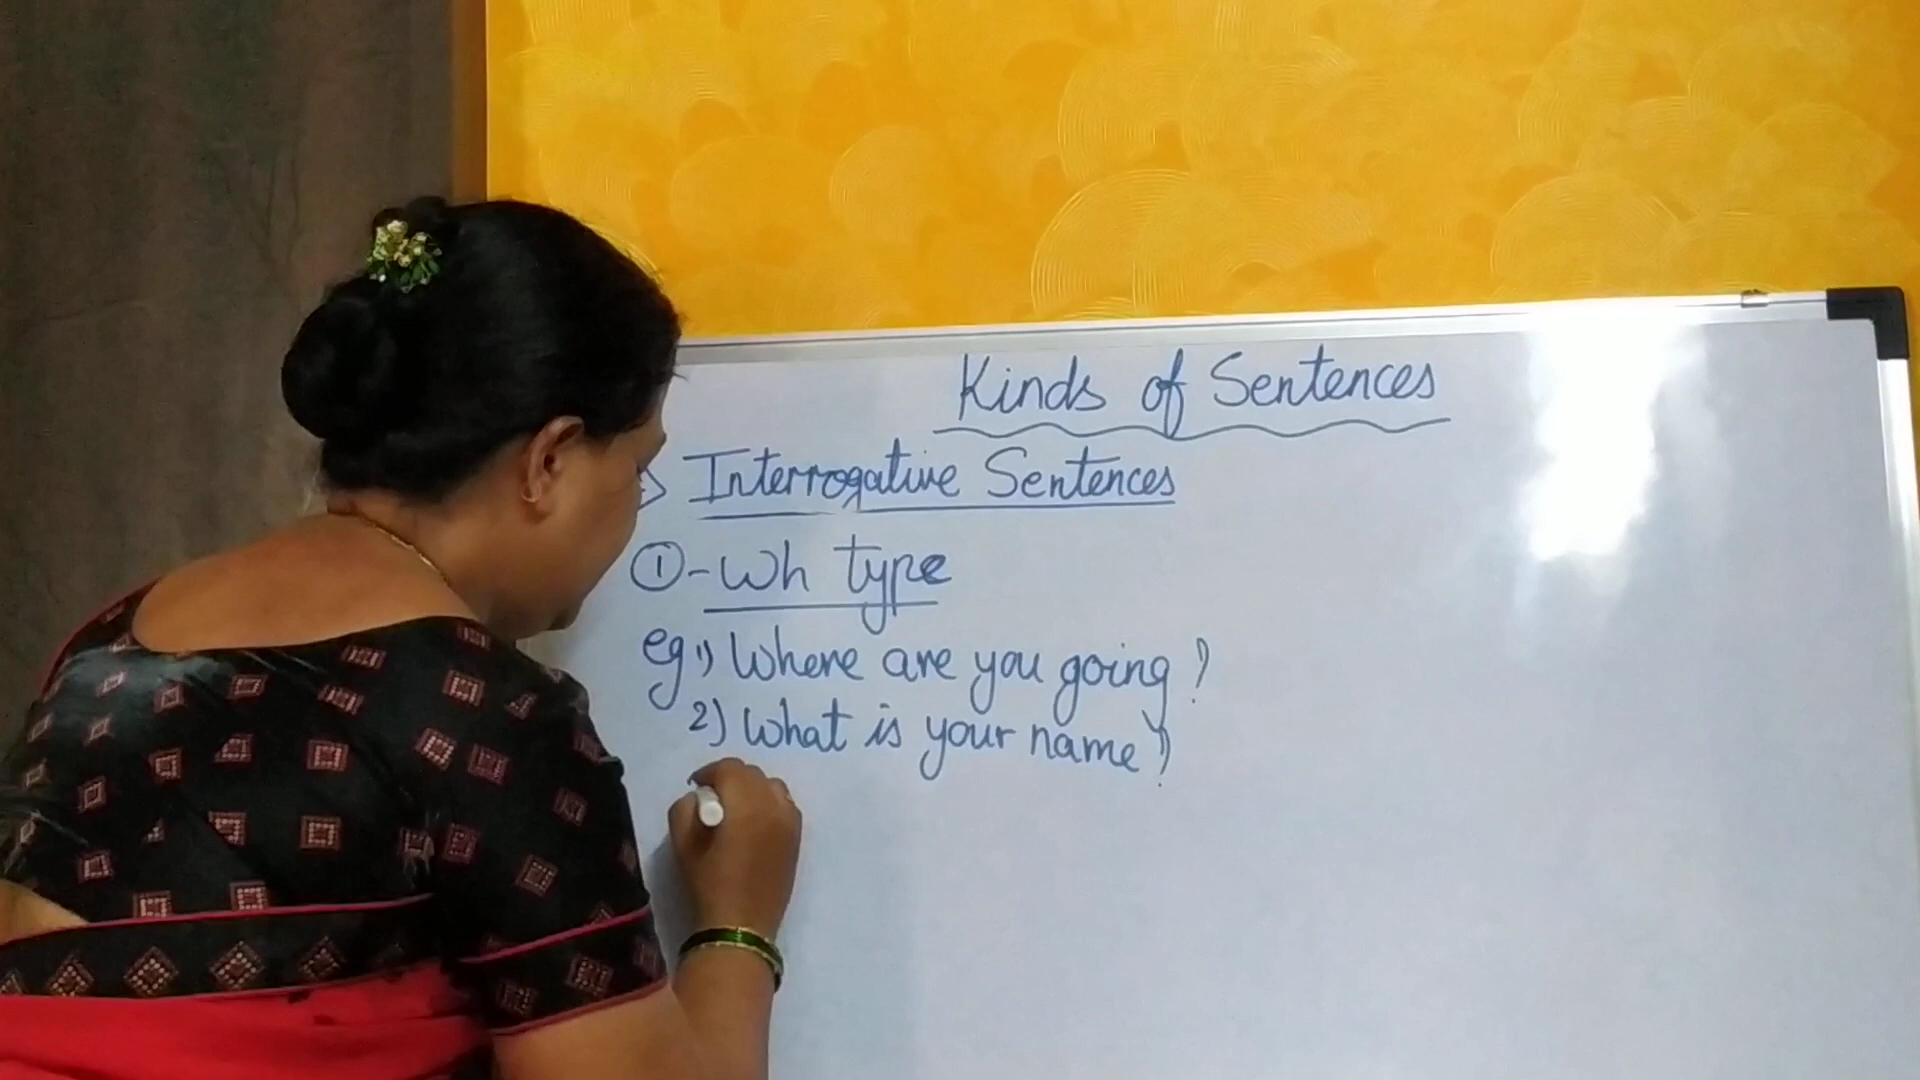 Kinds of Sentences
Interrogative Sentences
① - Wh type
eg 1) Where are you going?
2) What is your name?